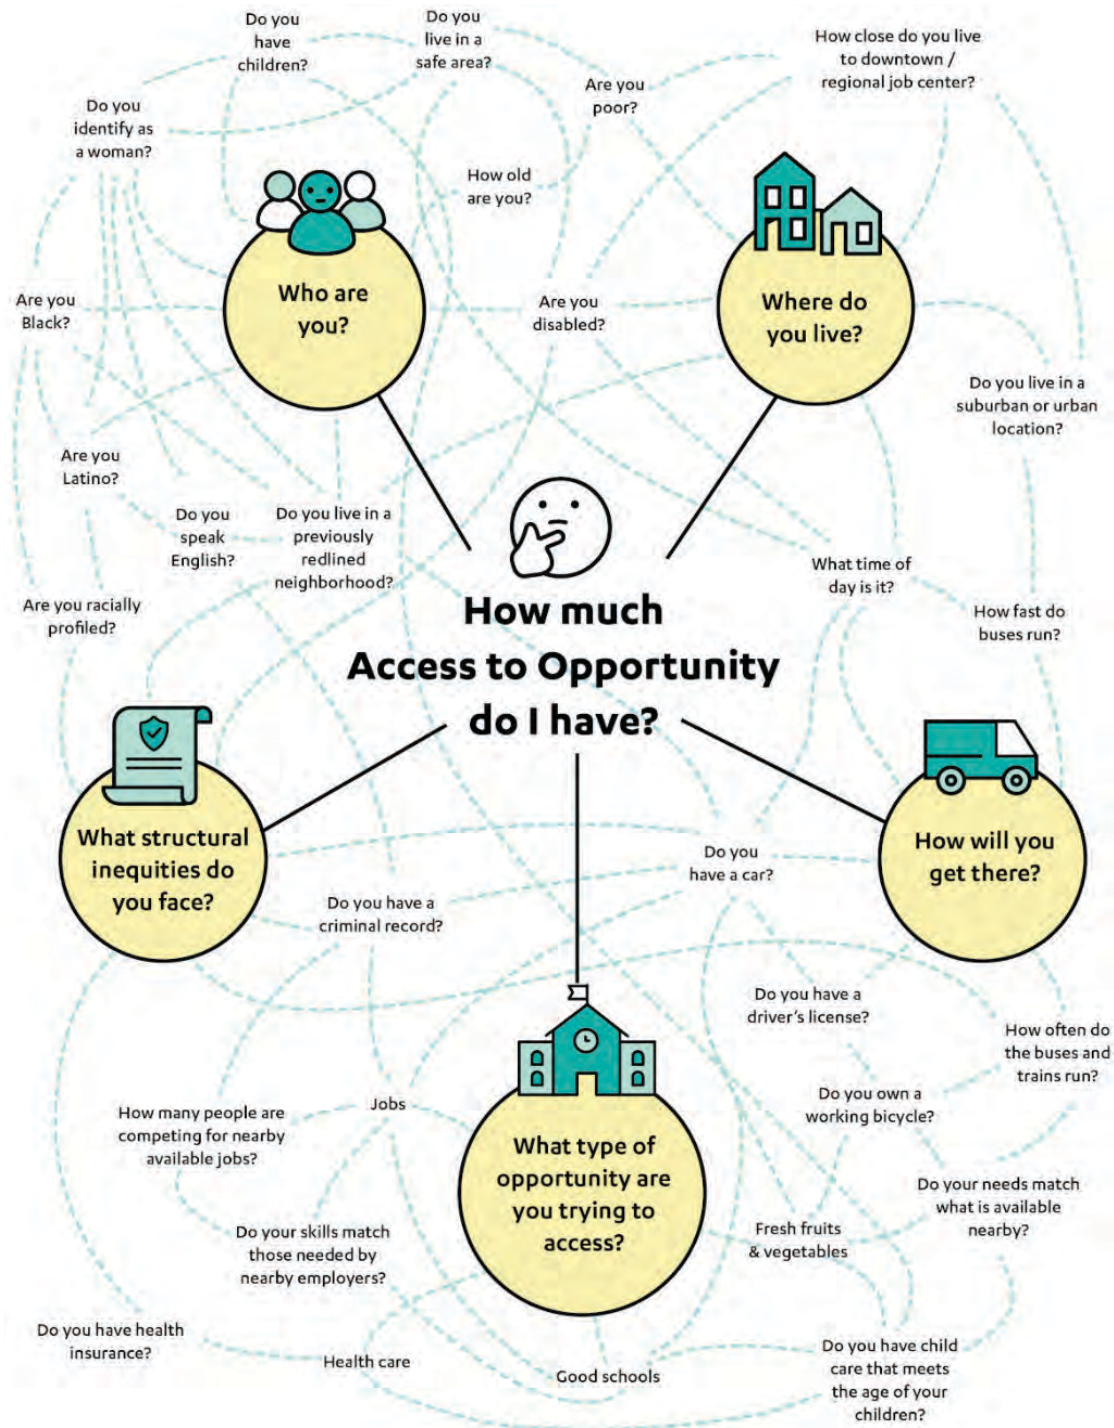 Do you
have
children?
Do you
live in a
safe area?
How close do you live
to downtown /
regional job center?
Are you
poor?
Do you
identify as
a woman?
How old
are you?
Who are
you?
Where do
you live?
Are you
Black?
Are you
disabled?
Do you live in a
suburban or urban
location?
Are you
Latino?
Do you
speak
English?
Do you live in a
previously
redlined
neighborhood?
What time of
day is it?
Are you racially
profiled?
How fast do
buses run?
How much
Access to Opportunity
do I have?
What structural
inequities do
you face?
Do you
have a car?
How will you
get there?
Do you have a
criminal record?
Do you have a
driver's license?
How often do
the buses and
trains run?
Jobs
How many people are
competing for nearby
available jobs?
Do you own a
working bicycle?
What type of
opportunity are
you trying to
access?
Do your needs match
what is available
nearby?
Do your skills match
those needed by
nearby employers?
Fresh fruits
& vegetables
Do you have health
insurance?
Health care
Good schools
Do you have child
care that meets
the age of your
children?